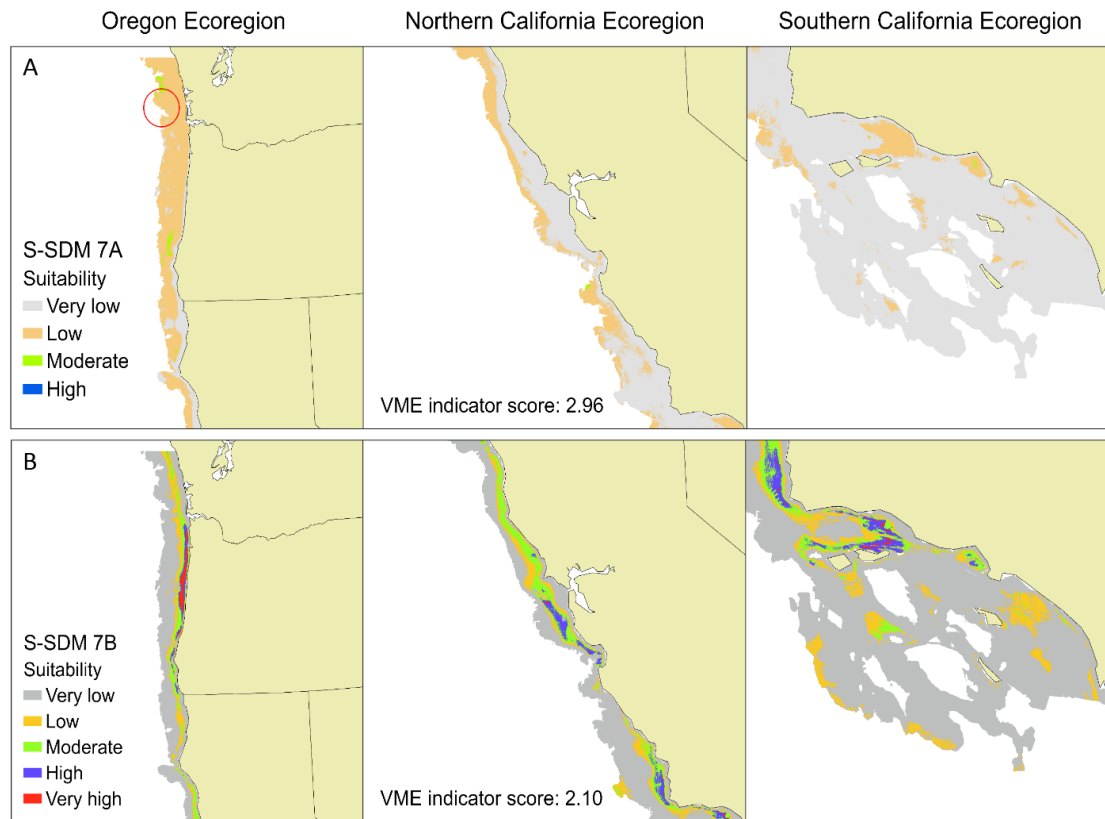 Oregon Ecoregion
Northern California Ecoregion
Southern California Ecoregion
A
S-SDM 7A
Suitability
Very low
Low
Moderate
High
VME indicator score: 2.96
B
S-SDM 7B
Suitability
Very low
Low
Moderate
High
Very high
VME indicator score: 2.10